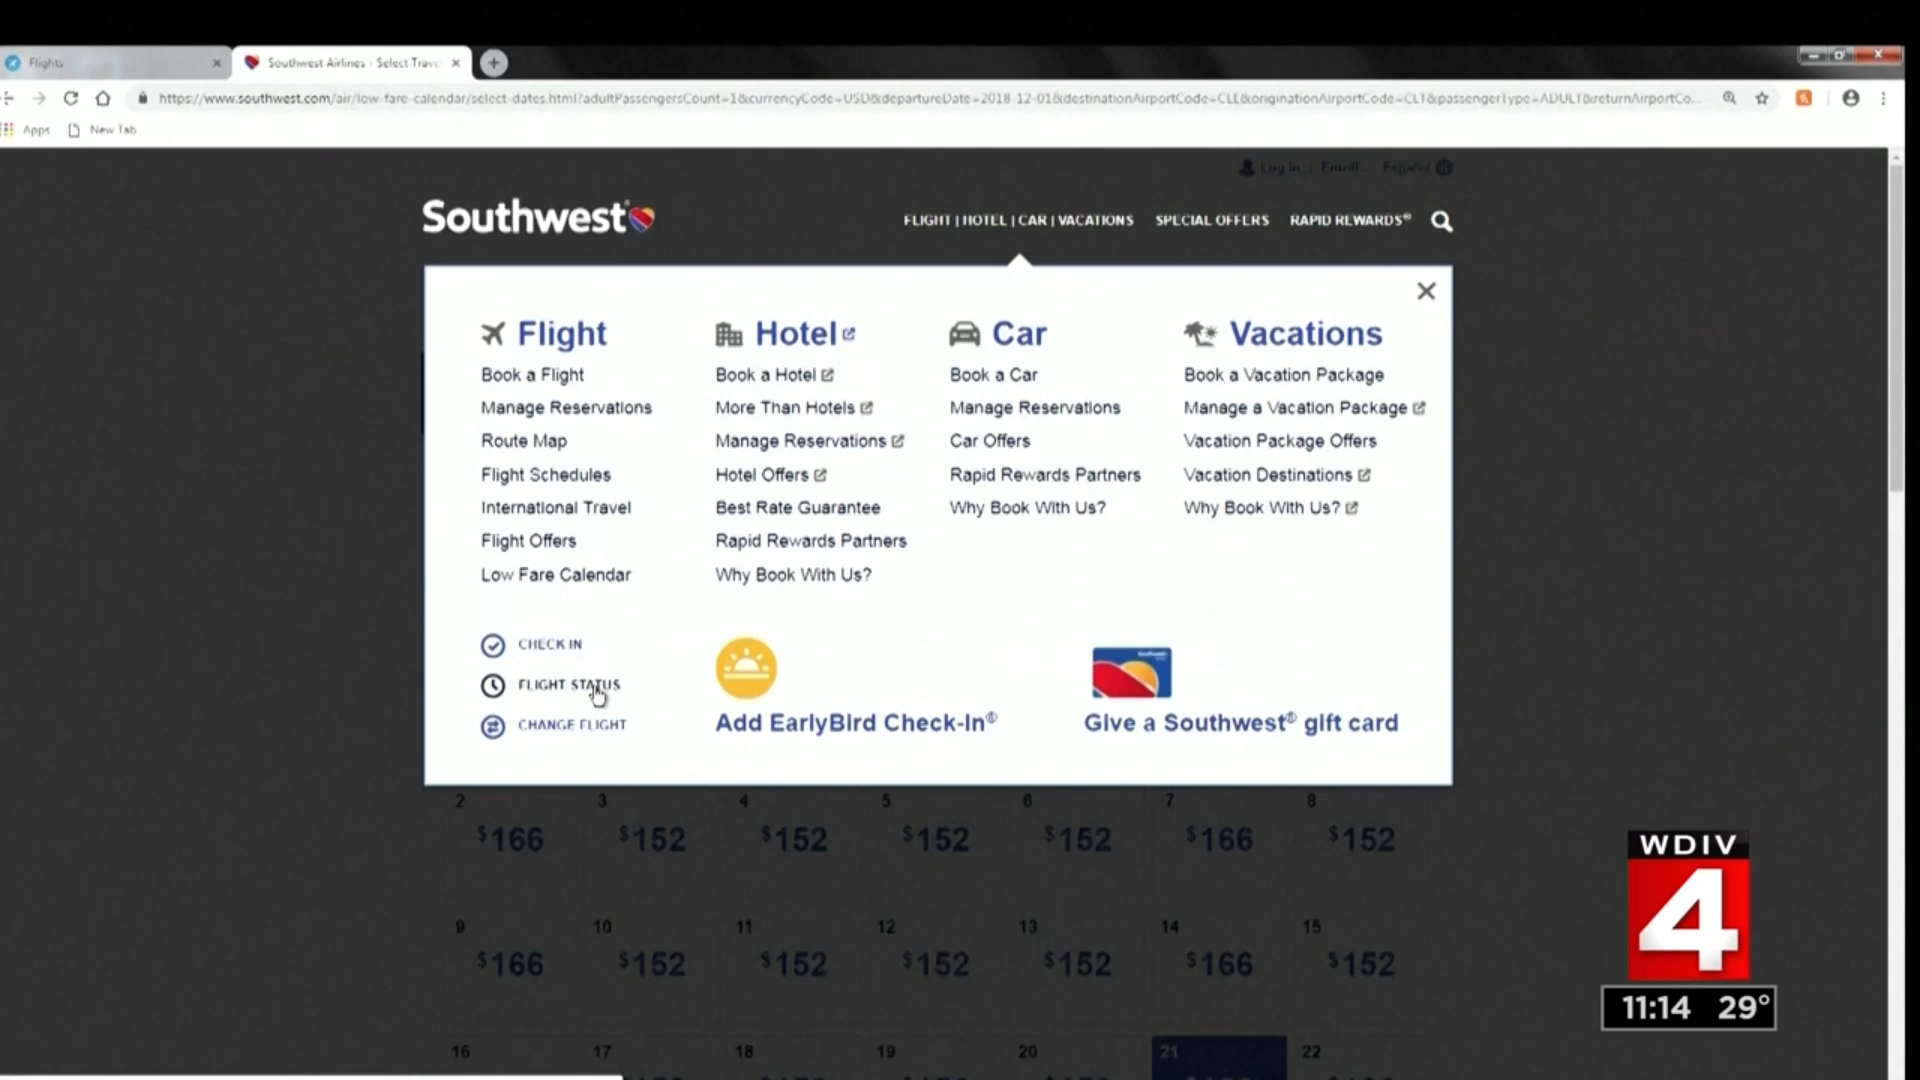 Flights
Southwest Airlines - Select Trave
https://www.southwest.com/air/low-fare-calendar/select-dates.html?adultPassengersCount=1&currencyCode=USD&departureDate=2018-12-01&destinationAirportCode=CLE&originationAirportCode=CLT&passengerType=ADULT&returnAirportCo...
Apps New Tab
Log in | Enroll Español
Southwest®
FLIGHT | HOTEL | CAR | VACATIONS SPECIAL OFFERS RAPID REWARDS®
Flight
Book a Flight
Manage Reservations
Route Map
Flight Schedules
International Travel
Flight Offers
Low Fare Calendar
Hotel
Book a Hotel
More Than Hotels
Manage Reservations
Hotel Offers
Best Rate Guarantee
Rapid Rewards Partners
Why Book With Us?
Car
Book a Car
Manage Reservations
Car Offers
Rapid Rewards Partners
Why Book With Us?
Vacations
Book a Vacation Package
Manage a Vacation Package
Vacation Package Offers
Vacation Destinations
Why Book With Us?
CHECK IN
FLIGHT STATUS
CHANGE FLIGHT
Add EarlyBird Check-In®
Give a Southwest® gift card
2 3 4 5 6 7 8
$166 $152 $152 $152 $152 $166 $152
9 10 11 12 13 14 15
$166 $152 $152 $152 $152 $166 $152
16 17 18 19 20 21 22
WDIV
4
11:14 29°